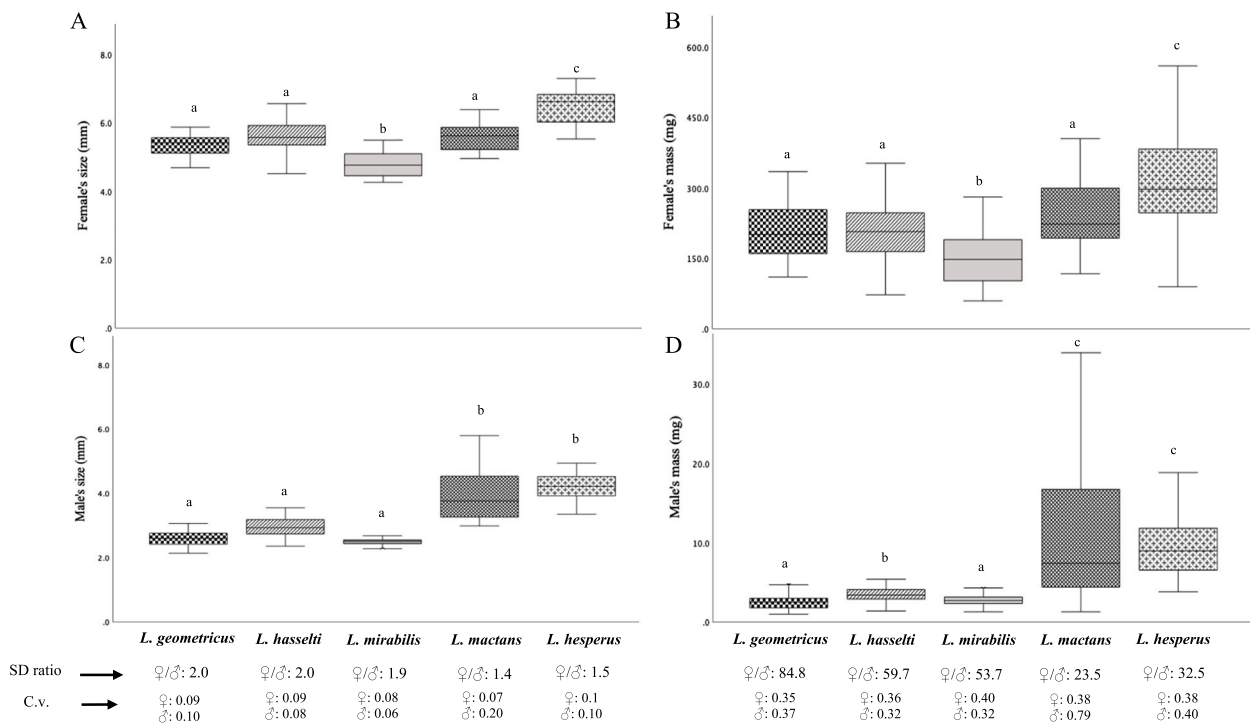 A
Female's size (mm)
8.0
6.0
4.0
2.0
.0
a
a
b
a
c
B
Female's mass (mg)
600.0
450.0
300.0
150.0
.0
a
a
b
a
c
C
Male's size (mm)
8.0
6.0
4.0
2.0
.0
a
a
a
b
b
D
Male's mass (mg)
30.0
20.0
10.0
.0
a
b
a
c
c
L. geometricus L. hasselti L. mirabilis L. mactans L. hesperus
L. geometricus L. hasselti L. mirabilis L. mactans L. hesperus
SD ratio ♀/♂: 2.0 ♀/♂: 2.0 ♀/♂: 1.9 ♀/♂: 1.4 ♀/♂: 1.5
♀/♂: 84.8 ♀/♂: 59.7 ♀/♂: 53.7 ♀/♂: 23.5 ♀/♂: 32.5
C.v.
♀: 0.09 ♀: 0.09 ♀: 0.08 ♀: 0.07 ♀: 0.1
♂: 0.10 ♂: 0.08 ♂: 0.06 ♂: 0.20 ♂: 0.10
♀: 0.35 ♀: 0.36 ♀: 0.40 ♀: 0.38 ♀: 0.38
♂: 0.37 ♂: 0.32 ♂: 0.32 ♂: 0.79 ♂: 0.40